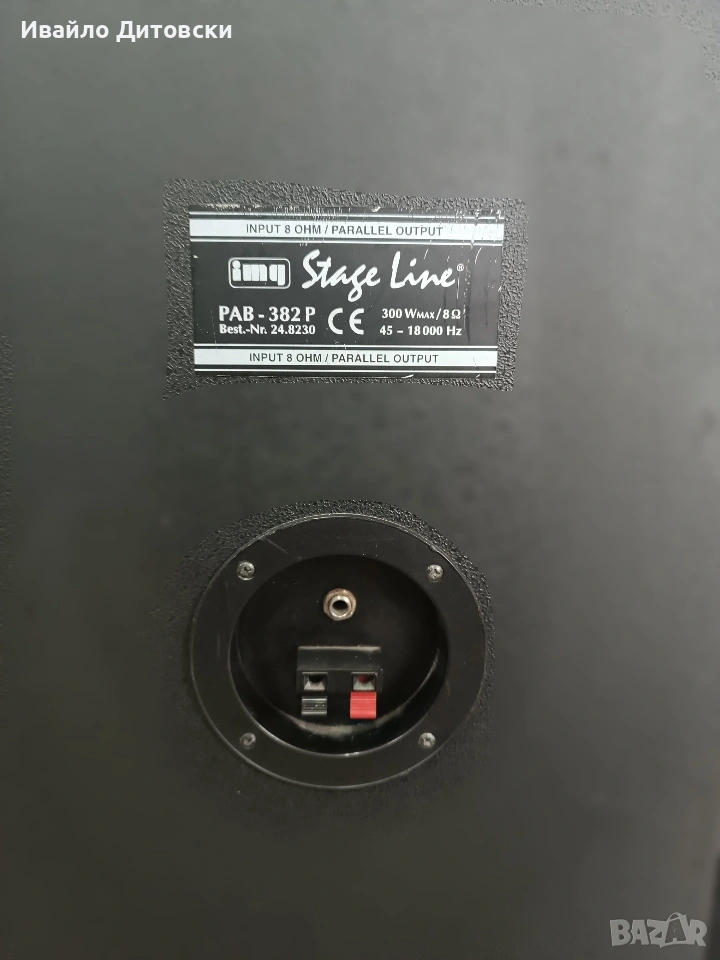 Ивайло Дитовски
INPUT 8 OHM / PARALLEL OUTPUT
img Stage Line®
PAB - 382 P CE 300 WMAX / 8 Ω
Best.-Nr. 24.8230 45 – 18 000 Hz
INPUT 8 OHM / PARALLEL OUTPUT
BAZAR